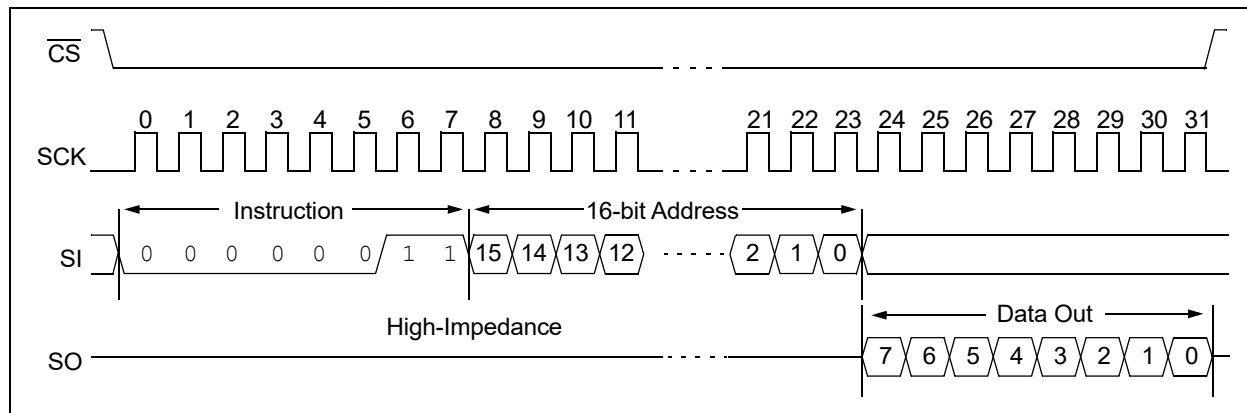 CS
0 1 2 3 4 5 6 7 8 9 10 11 21 22 23 24 25 26 27 28 29 30 31
SCK
Instruction 16-bit Address
SI 0 0 0 0 0 0 1 1 15 14 13 12 2 1 0
High-Impedance Data Out
SO 7 6 5 4 3 2 1 0